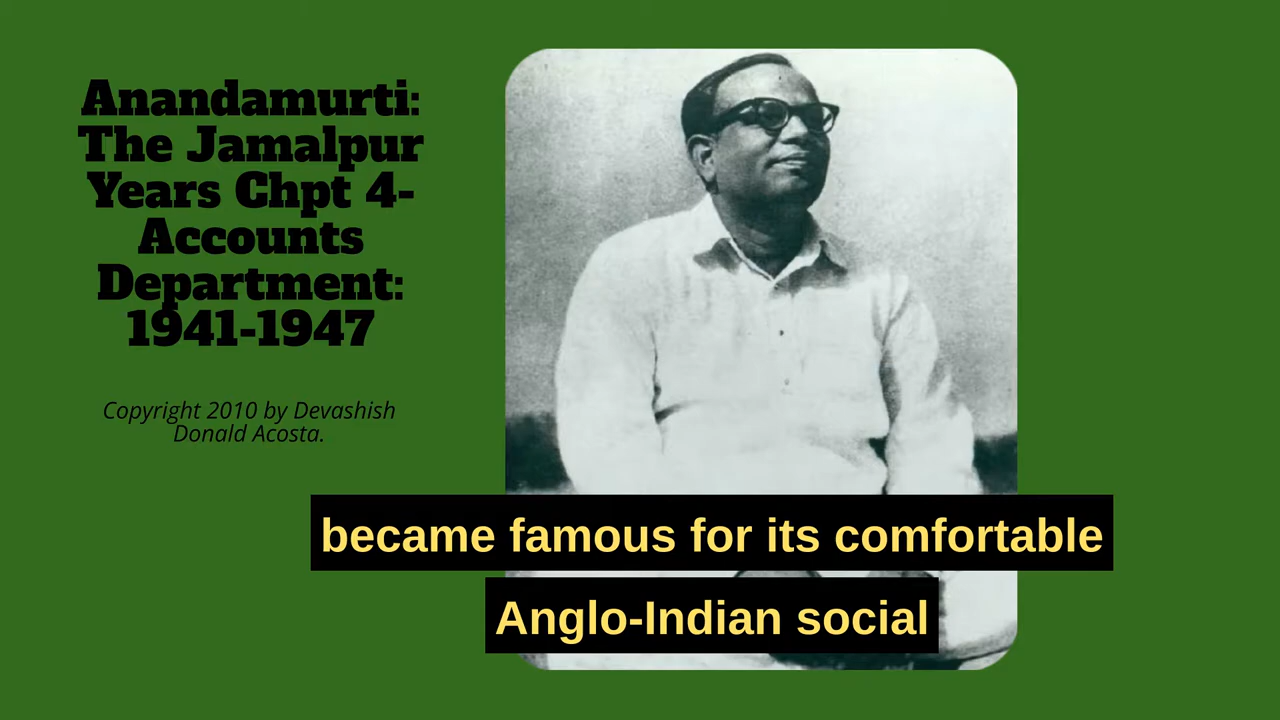 Anandamurti:
The Jamalpur
Years Chpt 4-
Accounts
Department:
1941-1947
Copyright 2010 by Devashish
Donald Acosta.
became famous for its comfortable
Anglo-Indian social